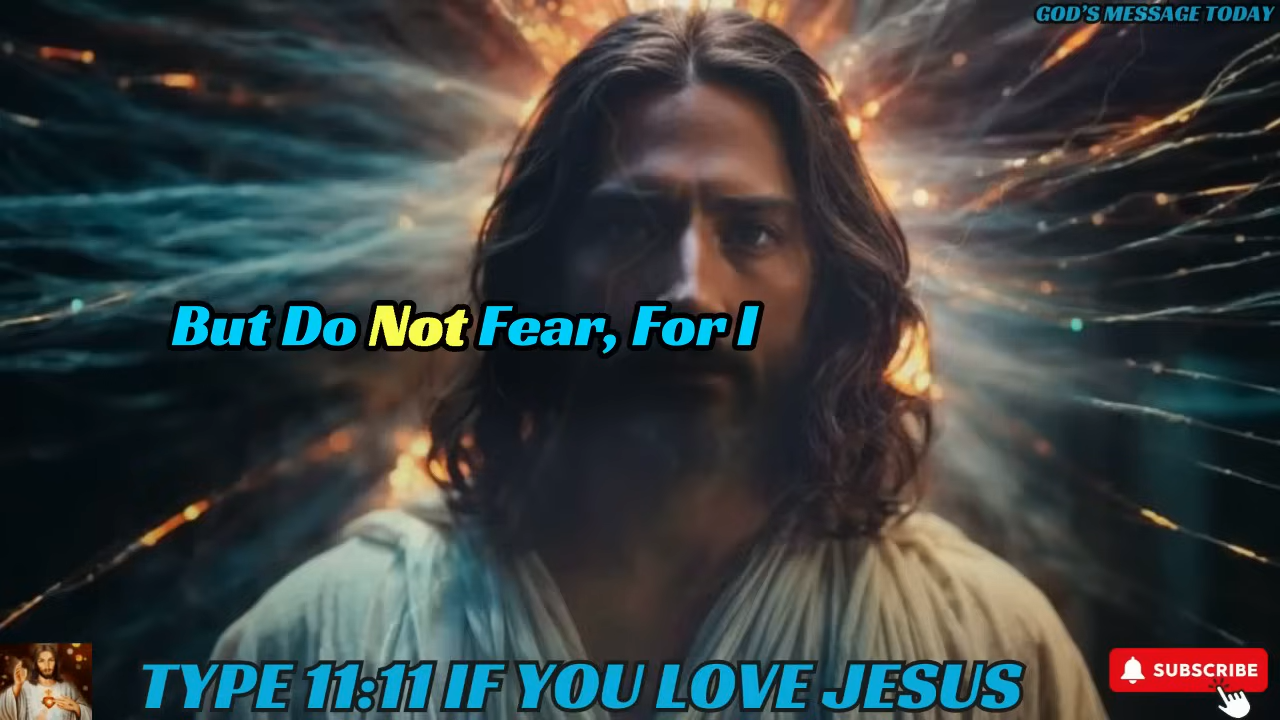 GOD'S MESSAGE TODAY
But Do Not Fear, For I
TYPE 11:11 IF YOU LOVE JESUS
SUBSCRIBE